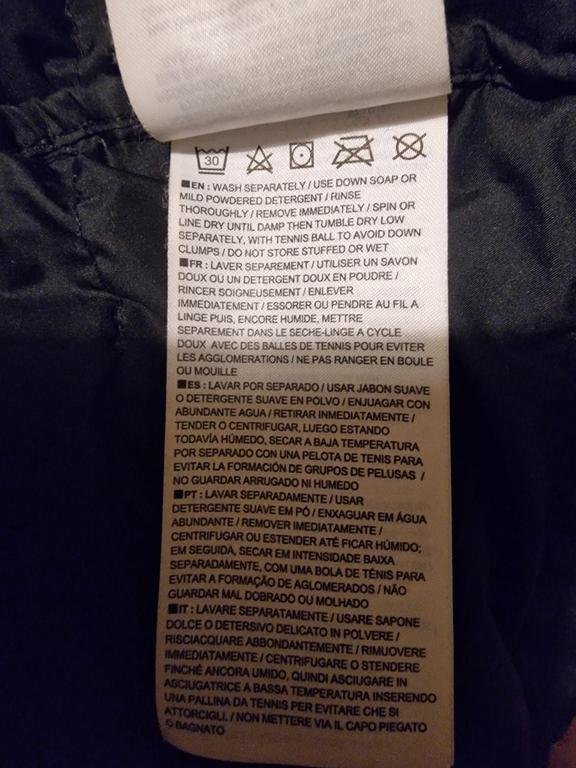 30
■EN : WASH SEPARATELY / USE DOWN SOAP OR
MILD POWDERED DETERGENT / RINSE
THOROUGHLY / REMOVE IMMEDIATELY / SPIN OR
LINE DRY UNTIL DAMP THEN TUMBLE DRY LOW
SEPARATELY, WITH TENNIS BALL TO AVOID DOWN
CLUMPS / DO NOT STORE STUFFED OR WET
■FR : LAVER SEPAREMENT / UTILISER UN SAVON
DOUX OU UN DETERGENT DOUX EN POUDRE /
RINCER SOIGNEUSEMENT / ENLEVER
IMMEDIATEMENT / ESSORER OU PENDRE AU FIL A
LINGE PUIS, ENCORE HUMIDE, METTRE
SEPAREMENT DANS LE SECHE-LINGE A CYCLE
DOUX AVEC DES BALLES DE TENNIS POUR EVITER
LES AGGLOMERATIONS / NE PAS RANGER EN BOULE
OU MOUILLE
■ES : LAVAR POR SEPARADO / USAR JABON SUAVE
O DETERGENTE SUAVE EN POLVO / ENJUAGAR CON
ABUNDANTE AGUA / RETIRAR INMEDIATAMENTE /
TENDER O CENTRIFUGAR, LUEGO ESTANDO
TODAVÍA HÚMEDO, SECAR A BAJA TEMPERATURA
POR SEPARADO CON UNA PELOTA DE TENIS PARA
EVITAR LA FORMACIÓN DE GRUPOS DE PELUSAS /
NO GUARDAR ARRUGADO NI HUMEDO
■PT : LAVAR SEPARADAMENTE / USAR
DETERGENTE SUAVE EM PÓ / ENXAGUAR EM ÁGUA
ABUNDANTE / REMOVER IMEDIATAMENTE /
CENTRIFUGAR OU ESTENDER ATÉ FICAR HÚMIDO;
EM SEGUIDA, SECAR EM INTENSIDADE BAIXA
SEPARADAMENTE, COM UMA BOLA DE TÉNIS PARA
EVITAR A FORMAÇÃO DE AGLOMERADOS / NÃO
GUARDAR MAL DOBRADO OU MOLHADO
■IT : LAVARE SEPARATAMENTE / USARE SAPONE
DOLCE O DETERSIVO DELICATO IN POLVERE /
RISCIACQUARE ABBONDANTEMENTE / RIMUOVERE
IMMEDIATAMENTE / CENTRIFUGARE O STENDERE
FINCHÉ ANCORA UMIDO, QUINDI ASCIUGARE IN
ASCIUGATRICE A BASSA TEMPERATURA INSERENDO
UNA PALLINA DA TENNIS PER EVITARE CHE SI
ATTORCIGLI. / NON METTERE VIA IL CAPO PIEGATO
O BAGNATO